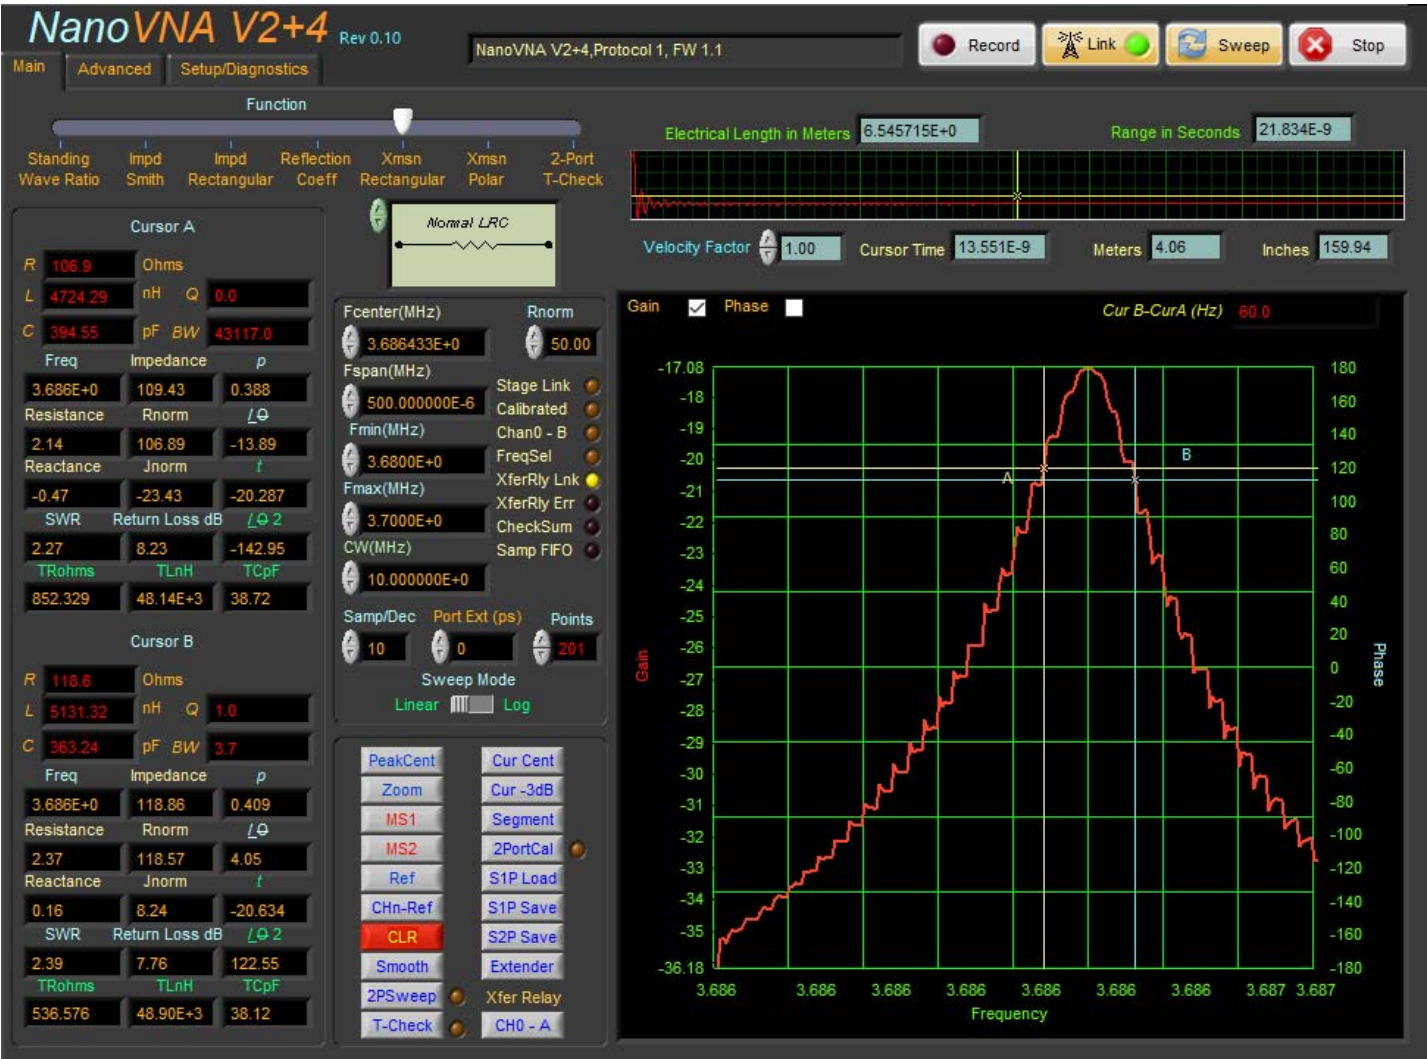 NanoVNA V2+4 Rev 0.10
NanoVNA V2+4,Protocol 1, FW 1.1
Record Link Sweep Stop
Main Advanced Setup/Diagnostics
Function
Standing Wave Ratio
Impd Smith
Impd Rectangular
Reflection Coeff
Xmsn Rectangular
Xmsn Polar
2-Port T-Check
Electrical Length in Meters 6.545715E+0 Range in Seconds 21.834E-9
Velocity Factor 1.00 Cursor Time 13.551E-9 Meters 4.06 Inches 159.94
Normal LRC
Cursor A
R 106.9 Ohms
L 4724.29 nH Q 0.0
C 394.55 pF BW 43117.0
Freq Impedance p
3.686E+0 109.43 0.388
Resistance Rnorm /Θ
2.14 106.89 -13.89
Reactance Jnorm t
-0.47 -23.43 -20.287
SWR Return Loss dB /Θ 2
2.27 8.23 -142.95
TRohms TLnH TCpF
852.329 48.14E+3 38.72
Cursor B
R 118.6 Ohms
L 5131.32 nH Q 1.0
C 363.24 pF BW 3.7
Freq Impedance p
3.686E+0 118.86 0.409
Resistance Rnorm /Θ
2.37 118.57 4.05
Reactance Jnorm t
0.16 8.24 -20.634
SWR Return Loss dB /Θ 2
2.39 7.76 122.55
TRohms TLnH TCpF
536.576 48.90E+3 38.12
Fcenter(MHz) Rnorm
3.686433E+0 50.00
Fspan(MHz)
500.000000E-6
Fmin(MHz)
3.6800E+0
Fmax(MHz)
3.7000E+0
CW(MHz)
10.000000E+0
Stage Link
Calibrated
Chan0 - B
FreqSel
XferRly Lnk
XferRly Err
CheckSum
Samp FIFO
Samp/Dec Port Ext (ps) Points
10 0 201
Sweep Mode
Linear Log
PeakCent Cur Cent
Zoom Cur -3dB
MS1 Segment
MS2 2PortCal
Ref S1P Load
CHn-Ref S1P Save
CLR S2P Save
Smooth Extender
2PSweep Xfer Relay
T-Check CH0 - A
Gain Phase Cur B-CurA (Hz) 60.0
-17.08
-18
-19
-20
-21
-22
-23
-24
-25
-26
-27
-28
-29
-30
-31
-32
-33
-34
-35
-36.18
Gain
A
B
180
160
140
120
100
80
60
40
20
0
-20
-40
-60
-80
-100
-120
-140
-160
-180
Phase
3.686 3.686 3.686 3.686 3.686 3.686 3.686 3.687 3.687
Frequency